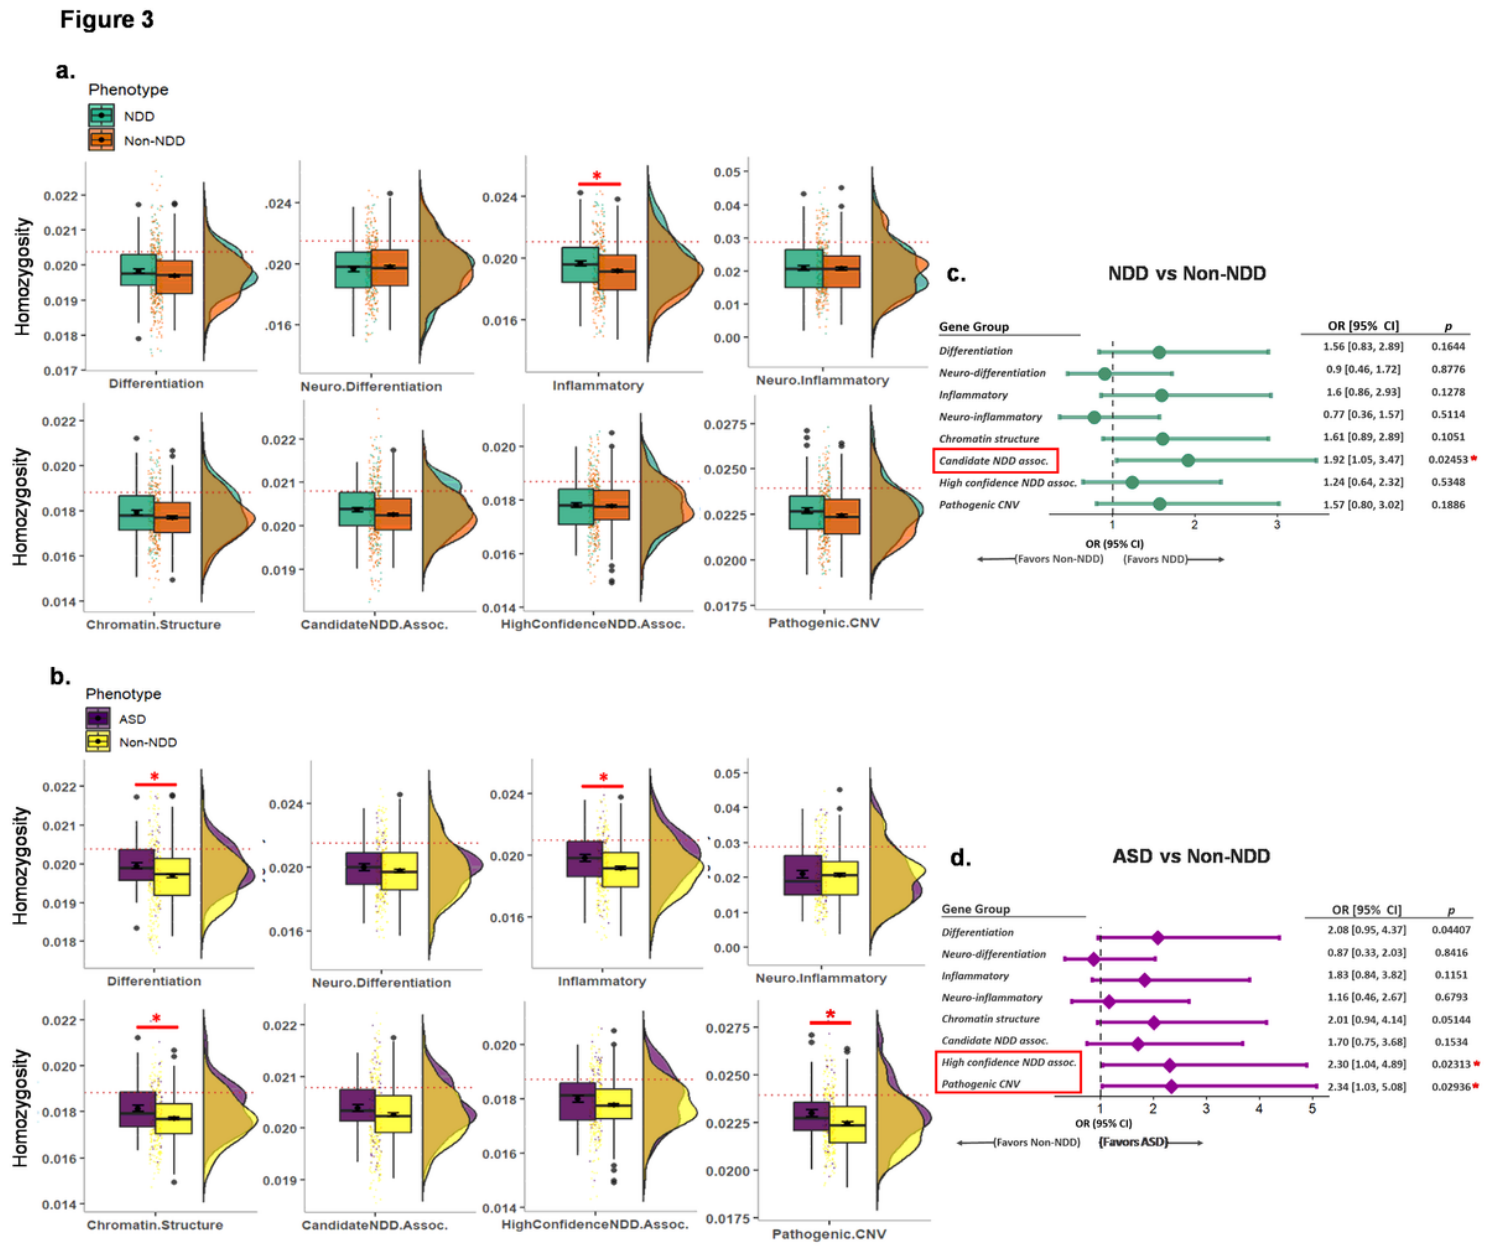 Figure 3
a.
Phenotype
NDD
Non-NDD
Homozygosity
0.022
0.021
0.020
0.019
0.018
0.017
Differentiation
.024
.020
.016
Neuro.Differentiation
*
0.024
0.020
0.016
Inflammatory
0.05
0.04
0.03
0.02
0.01
0.00
Neuro.Inflammatory
Homozygosity
0.022
0.020
0.018
0.016
0.014
Chromatin.Structure
0.022
0.021
0.020
0.019
CandidateNDD.Assoc.
0.020
0.018
0.016
0.014
HighConfidenceNDD.Assoc.
0.0275
0.0250
0.0225
0.0200
0.0175
Pathogenic.CNV
c.
NDD vs Non-NDD
Gene Group OR [95% CI] p
Differentiation 1.56 [0.83, 2.89] 0.1644
Neuro-differentiation 0.9 [0.46, 1.72] 0.8776
Inflammatory 1.6 [0.86, 2.93] 0.1278
Neuro-inflammatory 0.77 [0.36, 1.57] 0.5114
Chromatin structure 1.61 [0.89, 2.89] 0.1051
Candidate NDD assoc. 1.92 [1.05, 3.47] 0.02453 *
High confidence NDD assoc. 1.24 [0.64, 2.32] 0.5348
Pathogenic CNV 1.57 [0.80, 3.02] 0.1886
1 2 3
OR (95% CI)
(Favors Non-NDD) (Favors NDD)
b.
Phenotype
ASD
Non-NDD
Homozygosity
*
0.022
0.021
0.020
0.019
0.018
Differentiation
0.024
0.020
0.016
Neuro.Differentiation
*
0.024
0.020
0.016
Inflammatory
0.05
0.04
0.03
0.02
0.01
0.00
Neuro.Inflammatory
Homozygosity
*
0.022
0.020
0.018
0.016
0.014
Chromatin.Structure
0.022
0.021
0.020
0.019
CandidateNDD.Assoc.
0.020
0.018
0.016
0.014
HighConfidenceNDD.Assoc.
*
0.0275
0.0250
0.0225
0.0200
0.0175
Pathogenic.CNV
d.
ASD vs Non-NDD
Gene Group OR [95% CI] p
Differentiation 2.08 [0.95, 4.37] 0.04407
Neuro-differentiation 0.87 [0.33, 2.03] 0.8416
Inflammatory 1.83 [0.84, 3.82] 0.1151
Neuro-inflammatory 1.16 [0.46, 2.67] 0.6793
Chromatin structure 2.01 [0.94, 4.14] 0.05144
Candidate NDD assoc. 1.70 [0.75, 3.68] 0.1534
High confidence NDD assoc. 2.30 [1.04, 4.89] 0.02313 *
Pathogenic CNV 2.34 [1.03, 5.08] 0.02936 *
1 2 3 4 5
OR (95% CI)
(Favors Non-NDD) (Favors ASD)